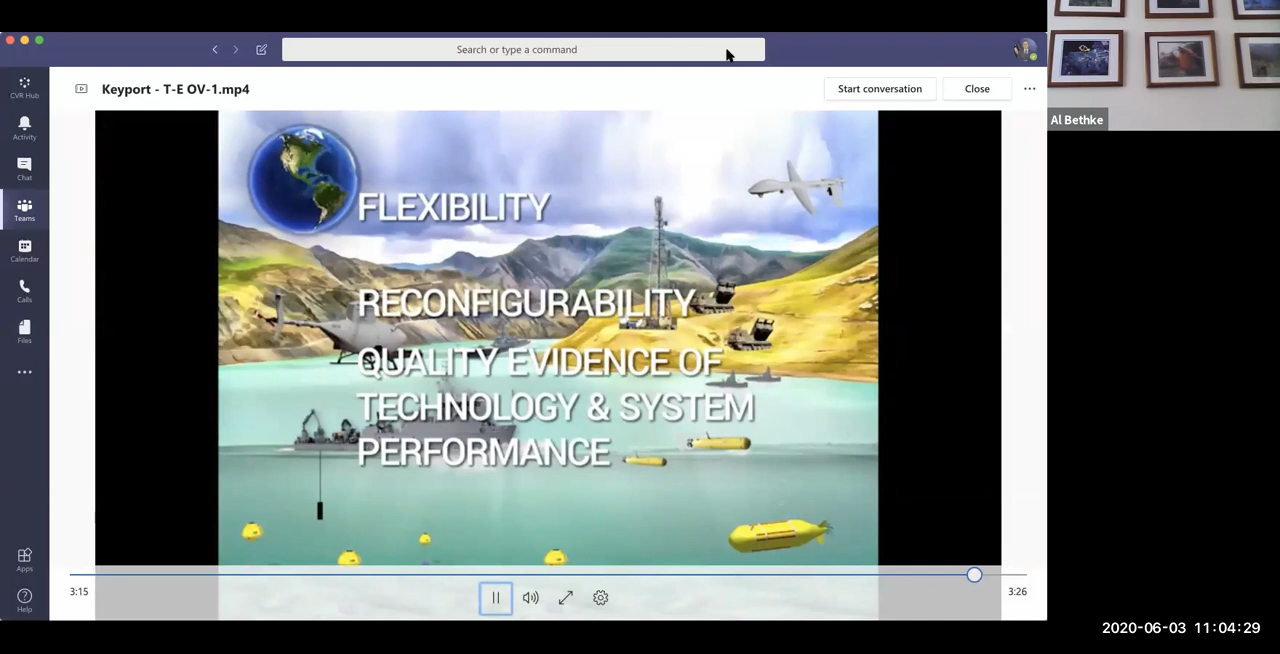 Search or type a command
CVR Hub
Activity
Chat
Teams
Calendar
Calls
Files
Apps
Help
Keyport - T-E OV-1.mp4
Start conversation
Close
FLEXIBILITY
RECONFIGURABILITY
QUALITY EVIDENCE OF
TECHNOLOGY & SYSTEM
PERFORMANCE
3:15
3:26
Al Bethke
2020-06-03 11:04:29